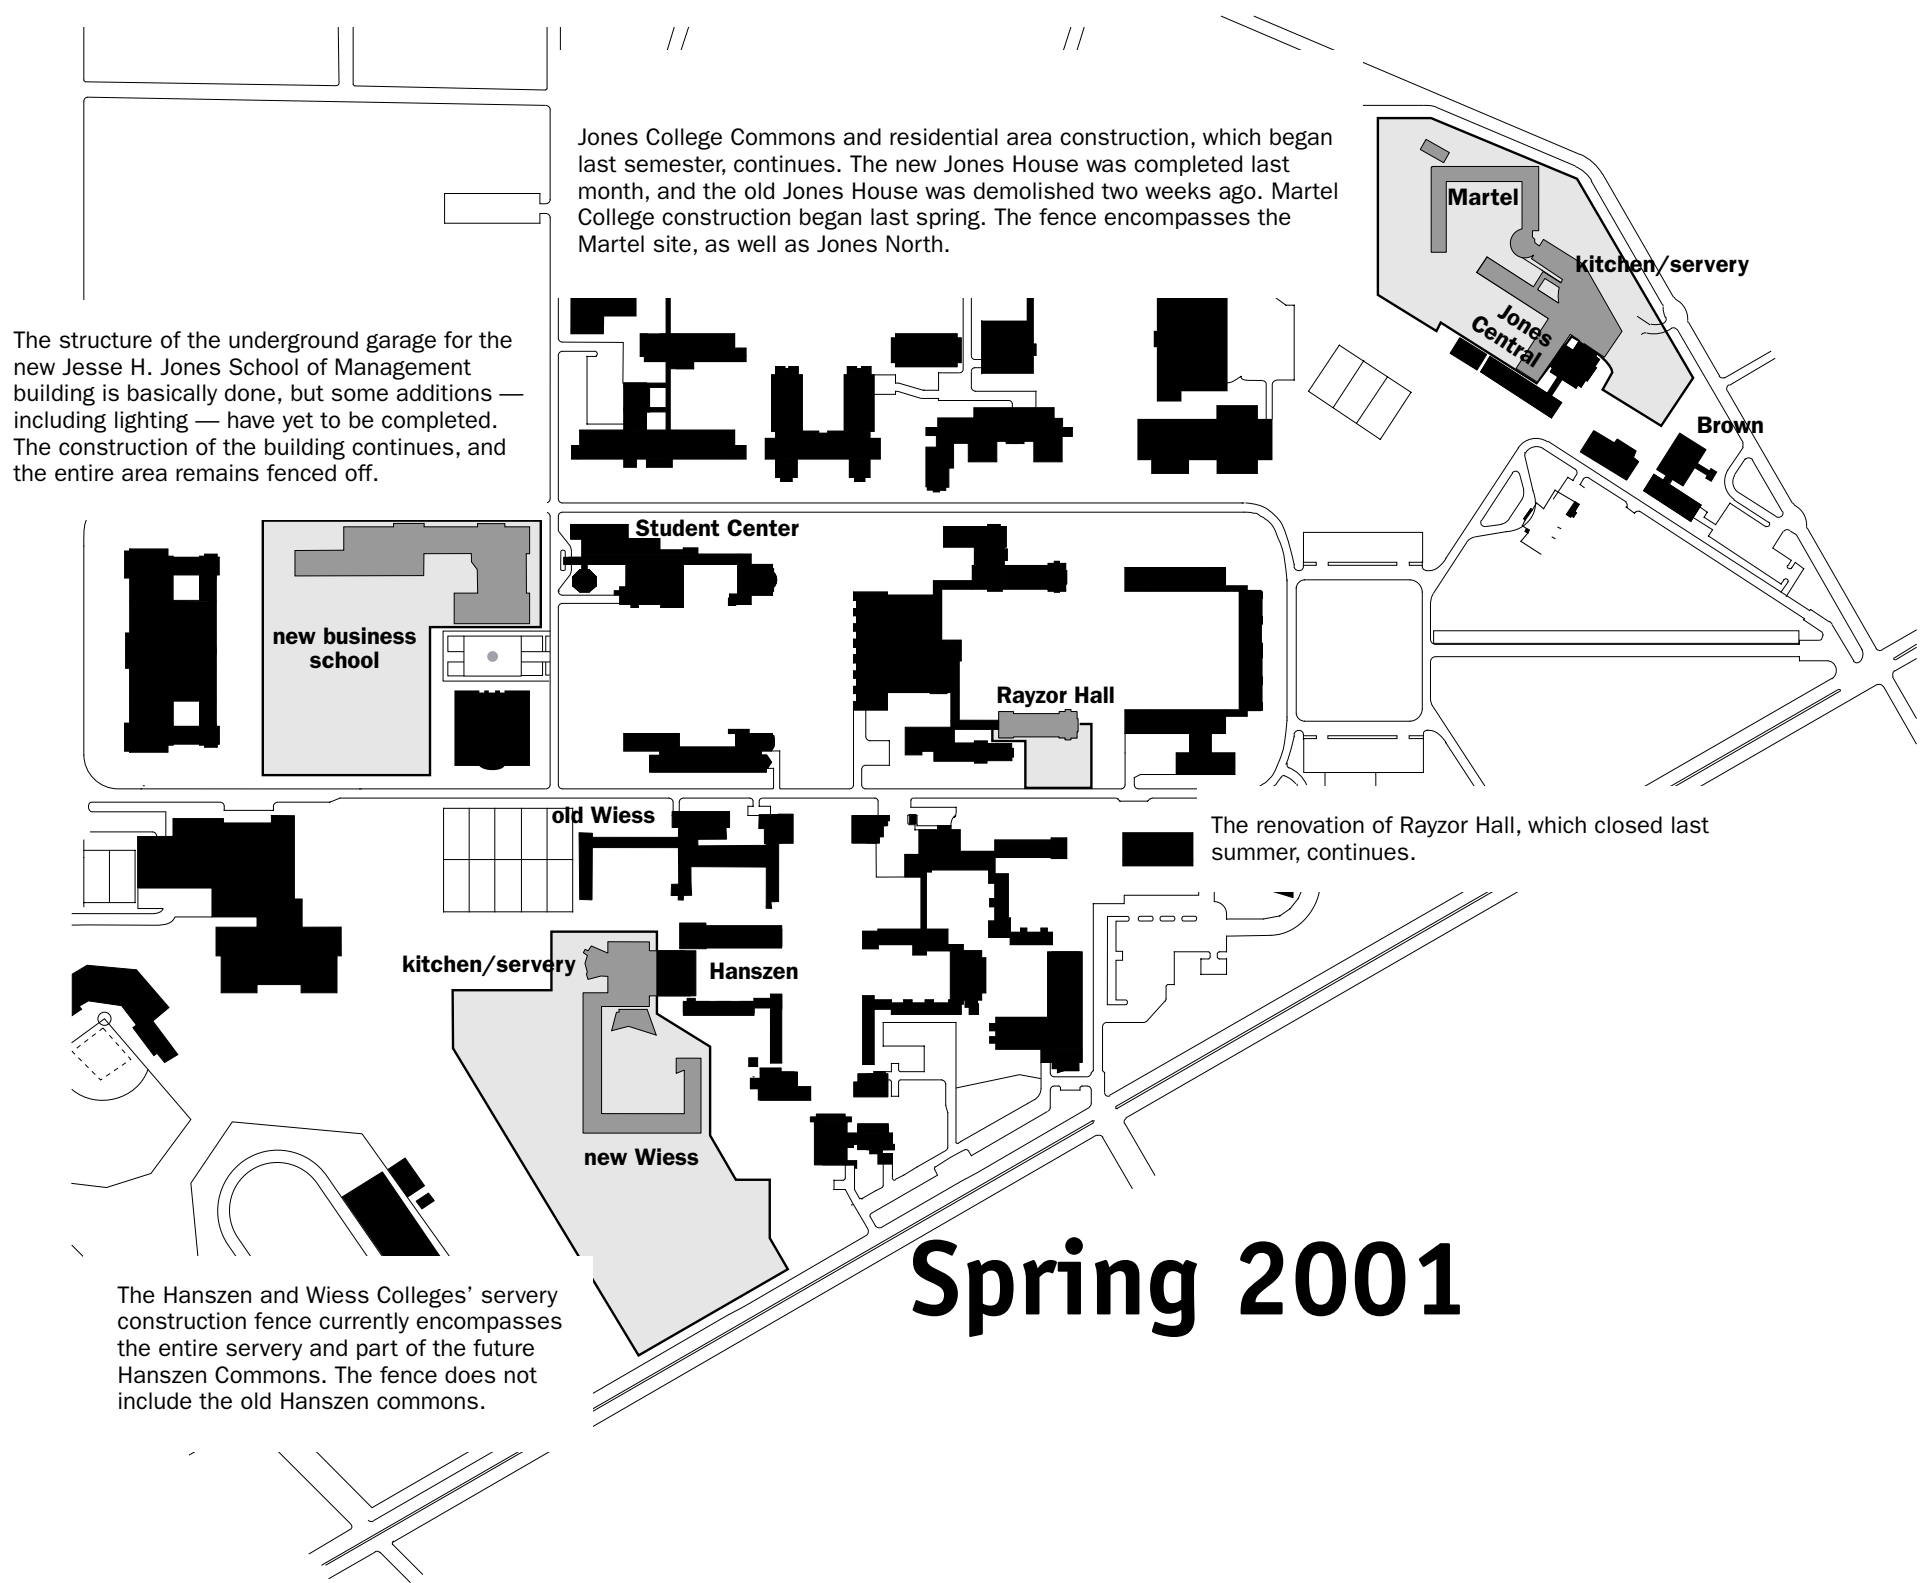 Jones College Commons and residential area construction, which began
last semester, continues. The new Jones House was completed last
month, and the old Jones House was demolished two weeks ago. Martel
College construction began last spring. The fence encompasses the
Martel site, as well as Jones North.
Martel
kitchen/servery
Jones
Central
Brown
The structure of the underground garage for the
new Jesse H. Jones School of Management
building is basically done, but some additions —
including lighting — have yet to be completed.
The construction of the building continues, and
the entire area remains fenced off.
Student Center
new business
school
Rayzor Hall
old Wiess
The renovation of Rayzor Hall, which closed last
summer, continues.
kitchen/servery
Hanszen
new Wiess
Spring 2001
The Hanszen and Wiess Colleges’ servery
construction fence currently encompasses
the entire servery and part of the future
Hanszen Commons. The fence does not
include the old Hanszen commons.